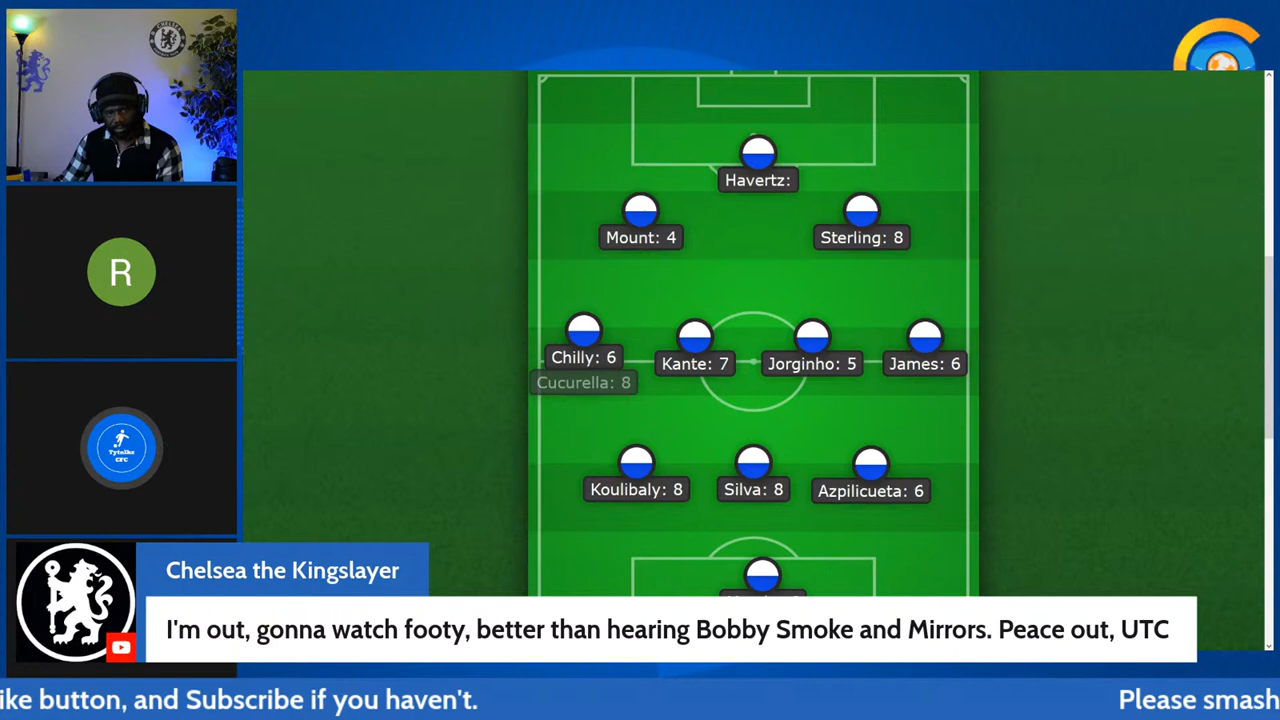 Havertz:
Mount: 4
Sterling: 8
Chilly: 6
Kante: 7
Jorginho: 5
James: 6
Cucurella: 8
R
Tytalks
CFC
Koulibaly: 8
Silva: 8
Azpilicueta: 6
Chelsea the Kingslayer
I'm out, gonna watch footy, better than hearing Bobby Smoke and Mirrors. Peace out, UTC
ike button, and Subscribe if you haven't.
Please smash